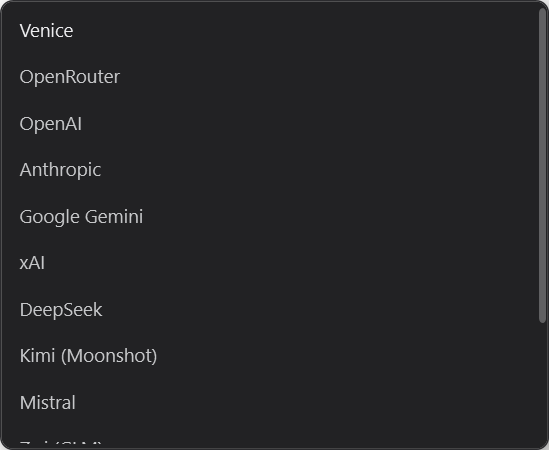 Venice
OpenRouter
OpenAI
Anthropic
Google Gemini
xAI
DeepSeek
Kimi (Moonshot)
Mistral